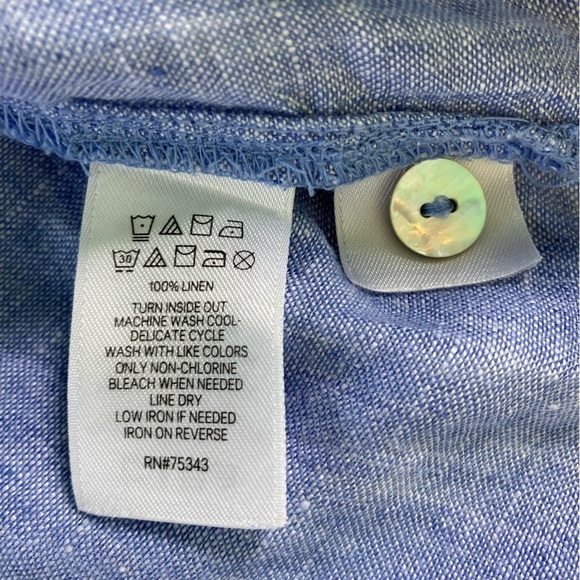 30
100% LINEN
TURN INSIDE OUT
MACHINE WASH COOL-
DELICATE CYCLE
WASH WITH LIKE COLORS
ONLY NON-CHLORINE
BLEACH WHEN NEEDED
LINE DRY
LOW IRON IF NEEDED
IRON ON REVERSE
RN#75343